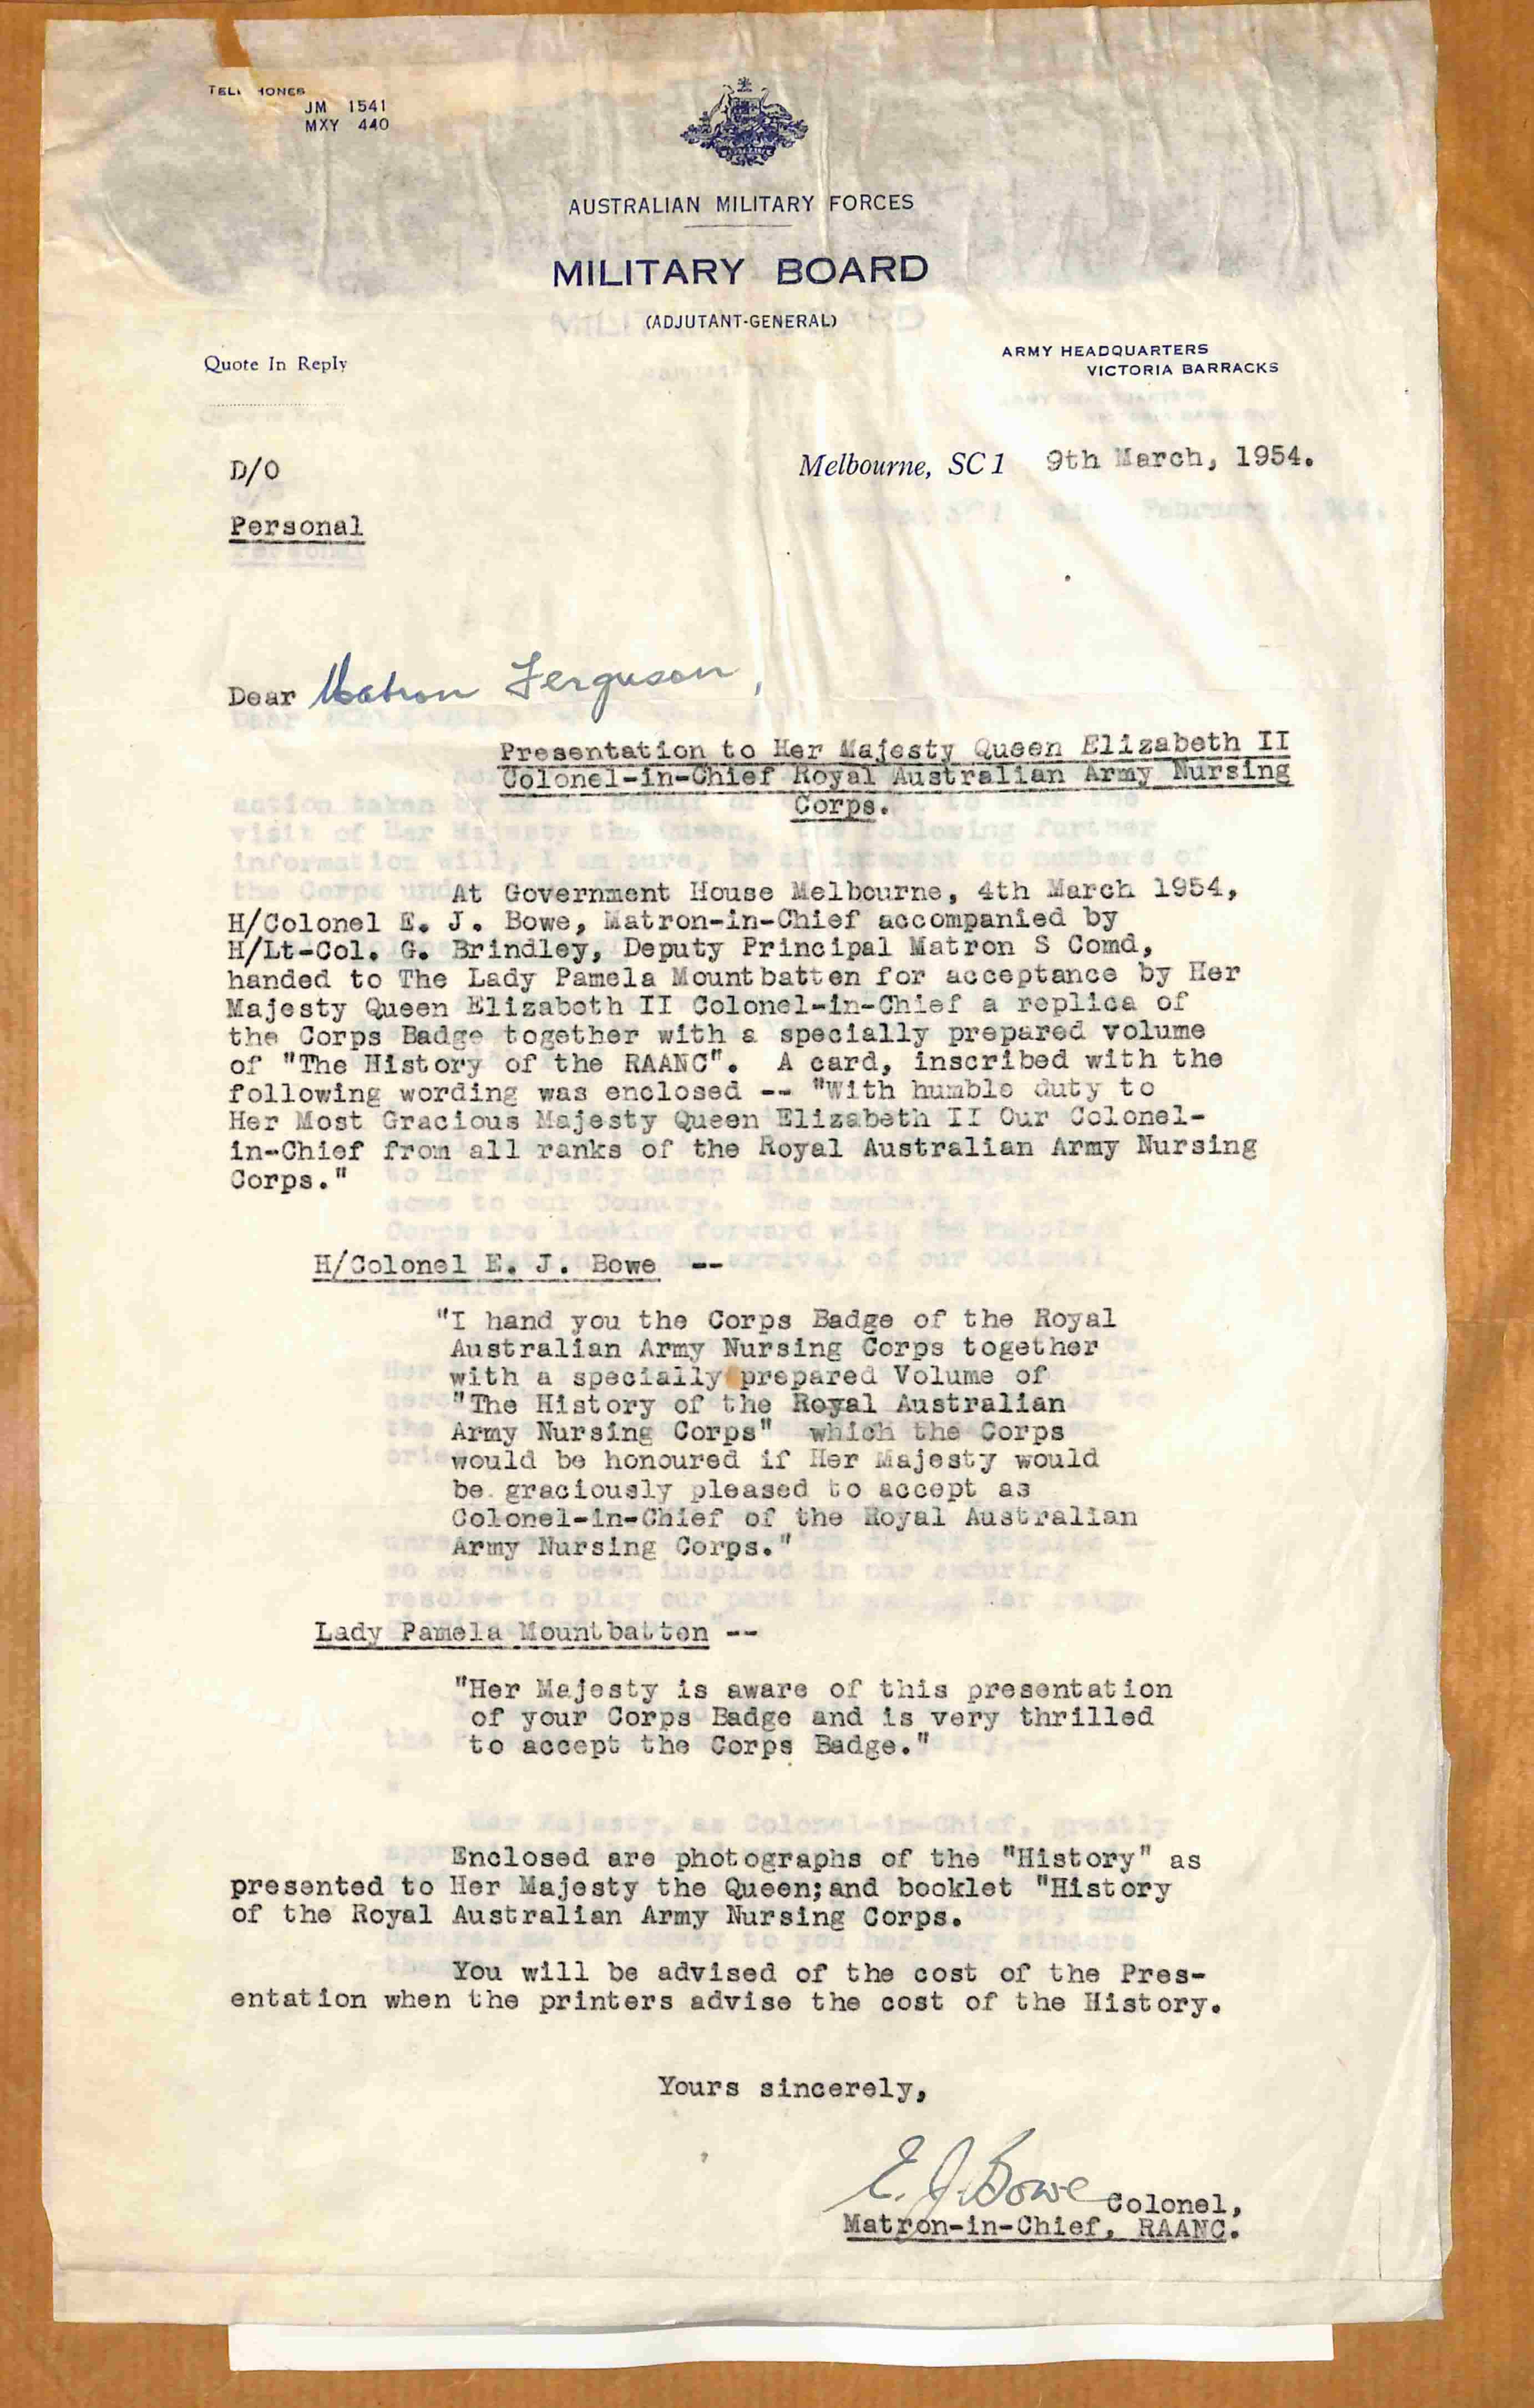 JM 1541
MXY 440
AUSTRALIAN MILITARY FORCES
MILITARY BOARD
(ADJUTANT-GENERAL)
Quote In Reply
ARMY HEADQUARTERS
VICTORIA BARRACKS
D/O
Melbourne, SC1 9th March, 1954.
Personal
Dear Matron Ferguson,
Presentation to Her Majesty Queen Elizabeth II
Colonel-in-Chief Royal Australian Army Nursing
Corps.
At Government House Melbourne, 4th March 1954,
H/Colonel E. J. Bowe, Matron-in-Chief accompanied by
H/Lt-Col. G. Brindley, Deputy Principal Matron S Comd,
handed to The Lady Pamela Mountbatten for acceptance by Her
Majesty Queen Elizabeth II Colonel-in-Chief a replica of
the Corps Badge together with a specially prepared volume
of "The History of the RAANC". A card, inscribed with the
following wording was enclosed -- "With humble duty to
Her Most Gracious Majesty Queen Elizabeth II Our Colonel-
in-Chief from all ranks of the Royal Australian Army Nursing
Corps."
H/Colonel E. J. Bowe --
"I hand you the Corps Badge of the Royal
Australian Army Nursing Corps together
with a specially prepared Volume of
"The History of the Royal Australian
Army Nursing Corps" which the Corps
would be honoured if Her Majesty would
be graciously pleased to accept as
Colonel-in-Chief of the Royal Australian
Army Nursing Corps."
Lady Pamela Mountbatten --
"Her Majesty is aware of this presentation
of your Corps Badge and is very thrilled
to accept the Corps Badge."
Enclosed are photographs of the "History" as
presented to Her Majesty the Queen;and booklet "History
of the Royal Australian Army Nursing Corps.
You will be advised of the cost of the Pres-
entation when the printers advise the cost of the History.
Yours sincerely,
E. J. Bowe Colonel,
Matron-in-Chief, RAANC.